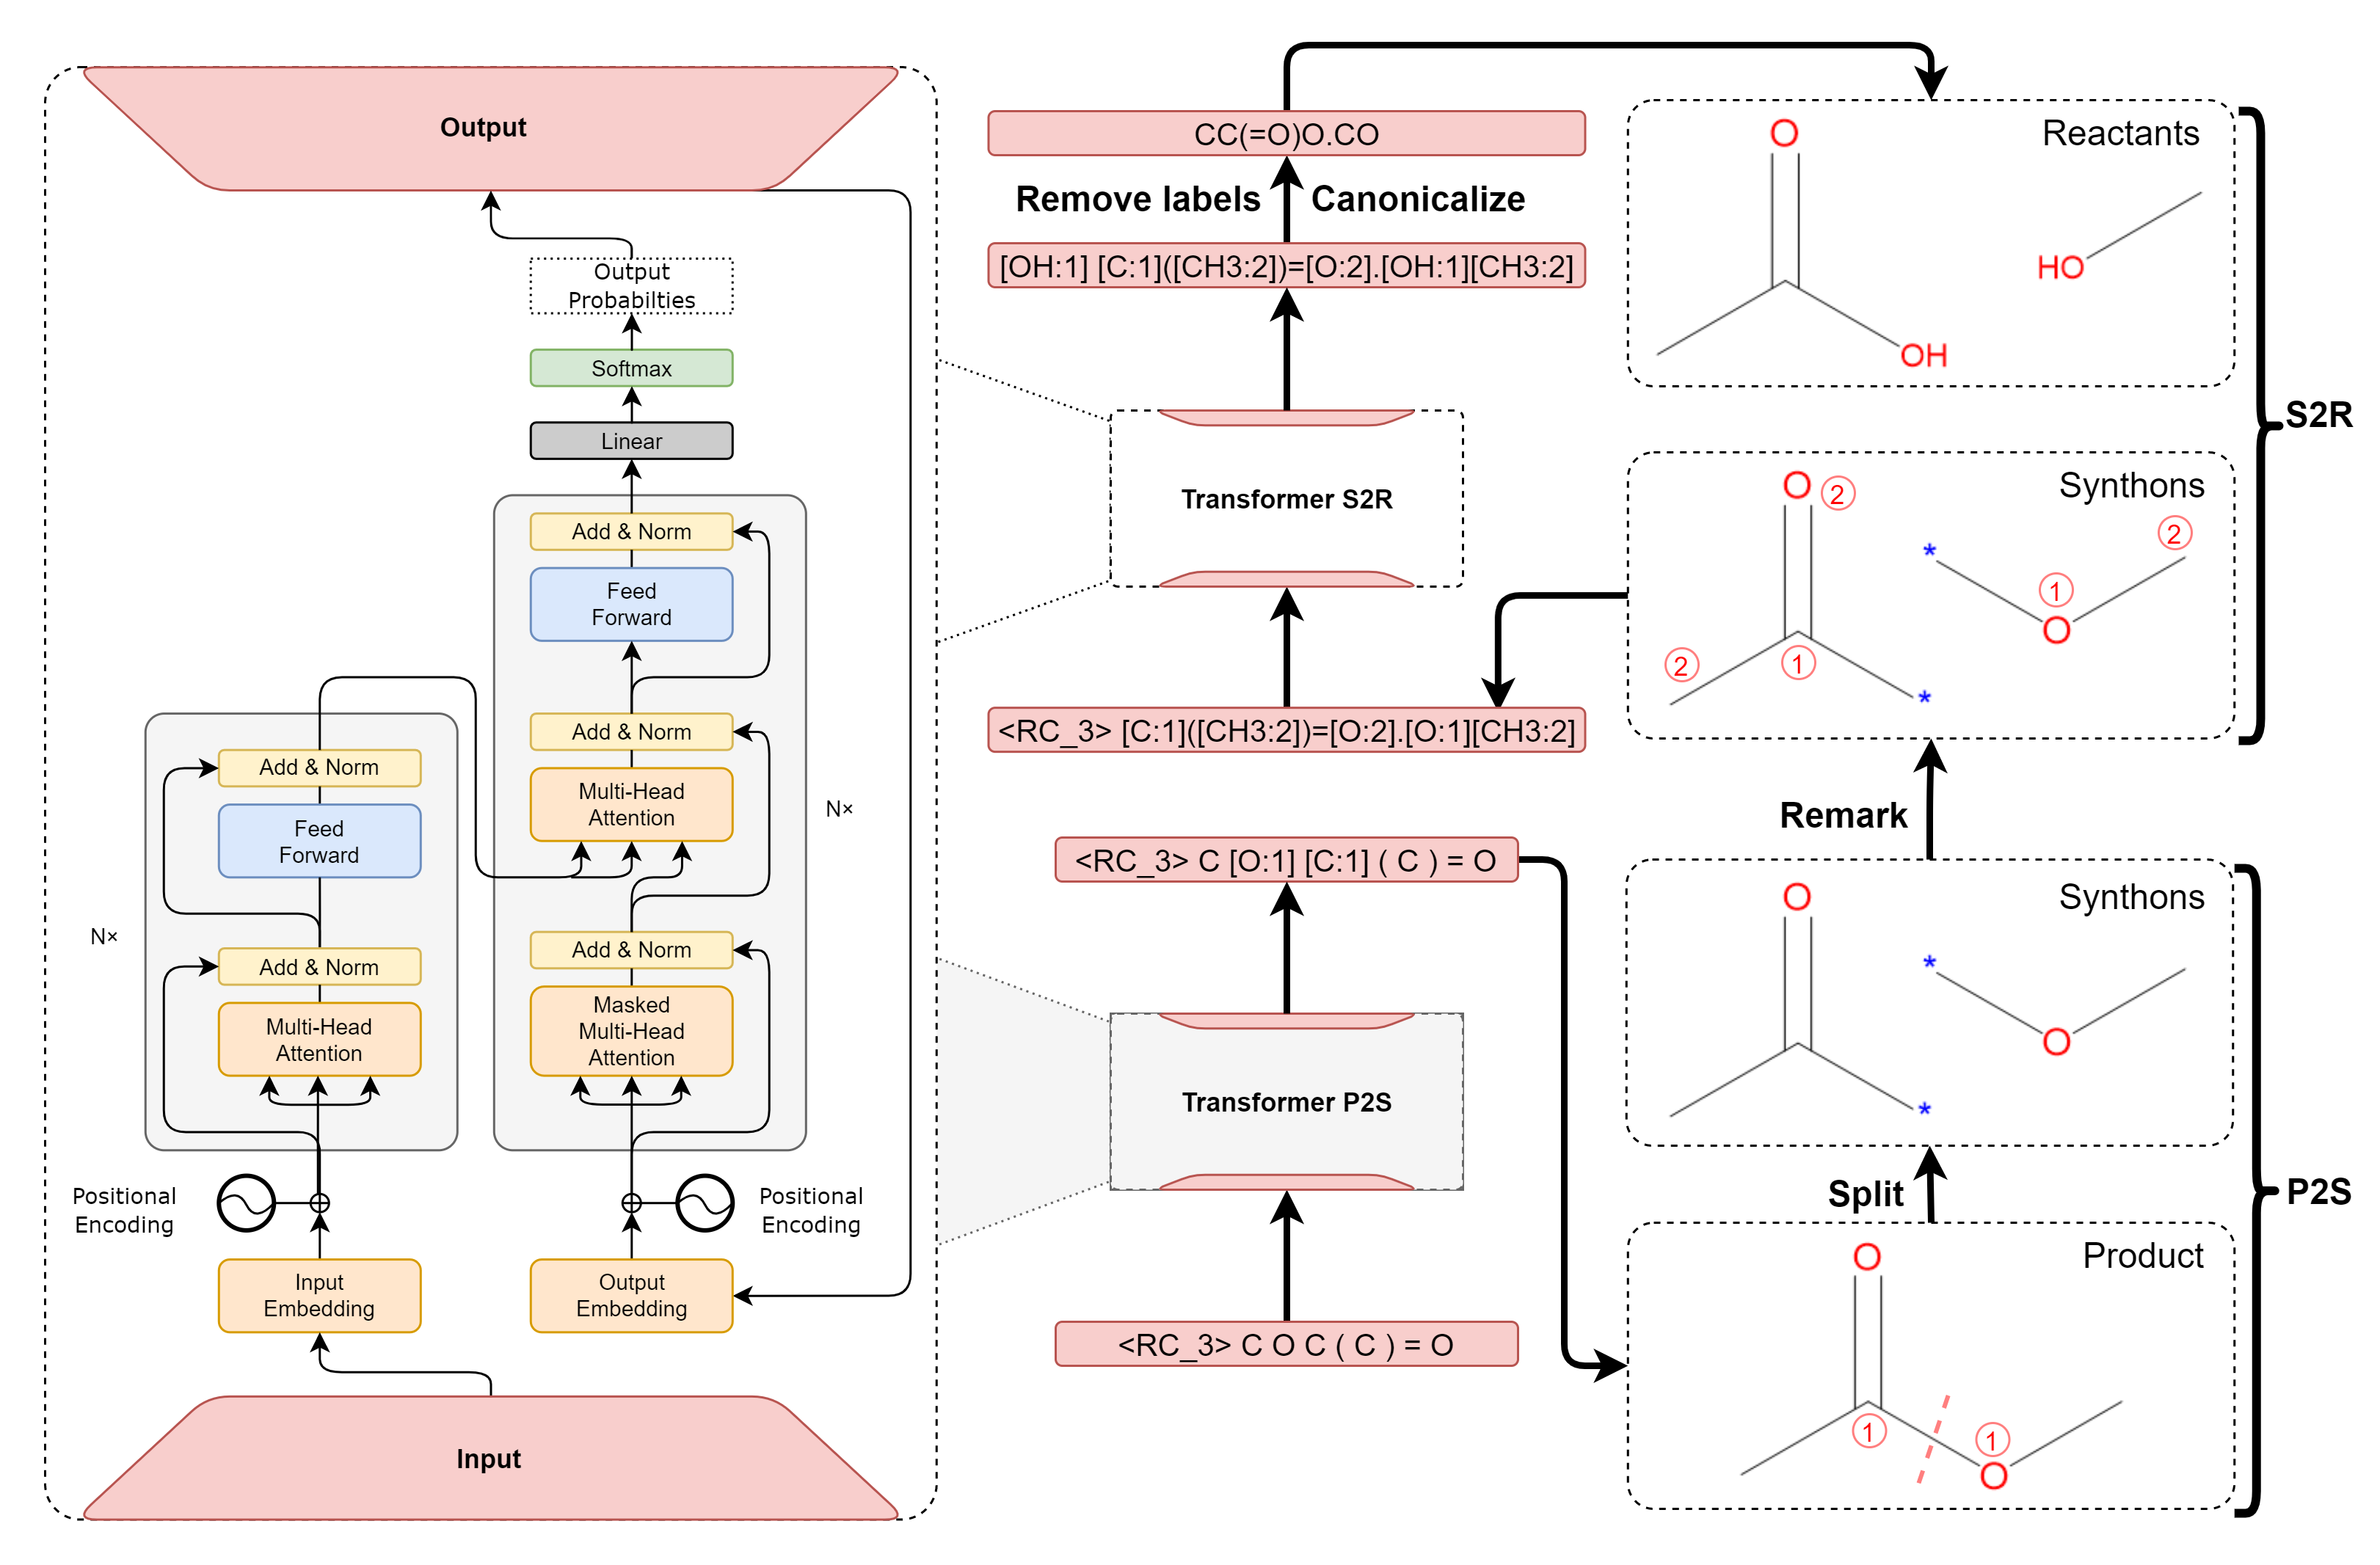 Output
Output
Probabilties
Softmax
Linear
Add & Norm
Feed
Forward
Add & Norm
Multi-Head
Attention
N×
Add & Norm
Masked
Multi-Head
Attention
Add & Norm
Feed
Forward
N×
Add & Norm
Multi-Head
Attention
Positional
Encoding
Positional
Encoding
Input
Embedding
Output
Embedding
Input
CC(=O)O.CO
Remove labels
Canonicalize
[OH:1] [C:1]([CH3:2])=[O:2].[OH:1][CH3:2]
Transformer S2R
<RC_3> [C:1]([CH3:2])=[O:2].[O:1][CH3:2]
<RC_3> C [O:1] [C:1] ( C ) = O
Transformer P2S
<RC_3> C O C ( C ) = O
Reactants
O
HO
OH
S2R
Synthons
O
2
*
2
1
O
2
1
*
Remark
Synthons
O
*
O
*
Split
P2S
Product
O
1
1
O